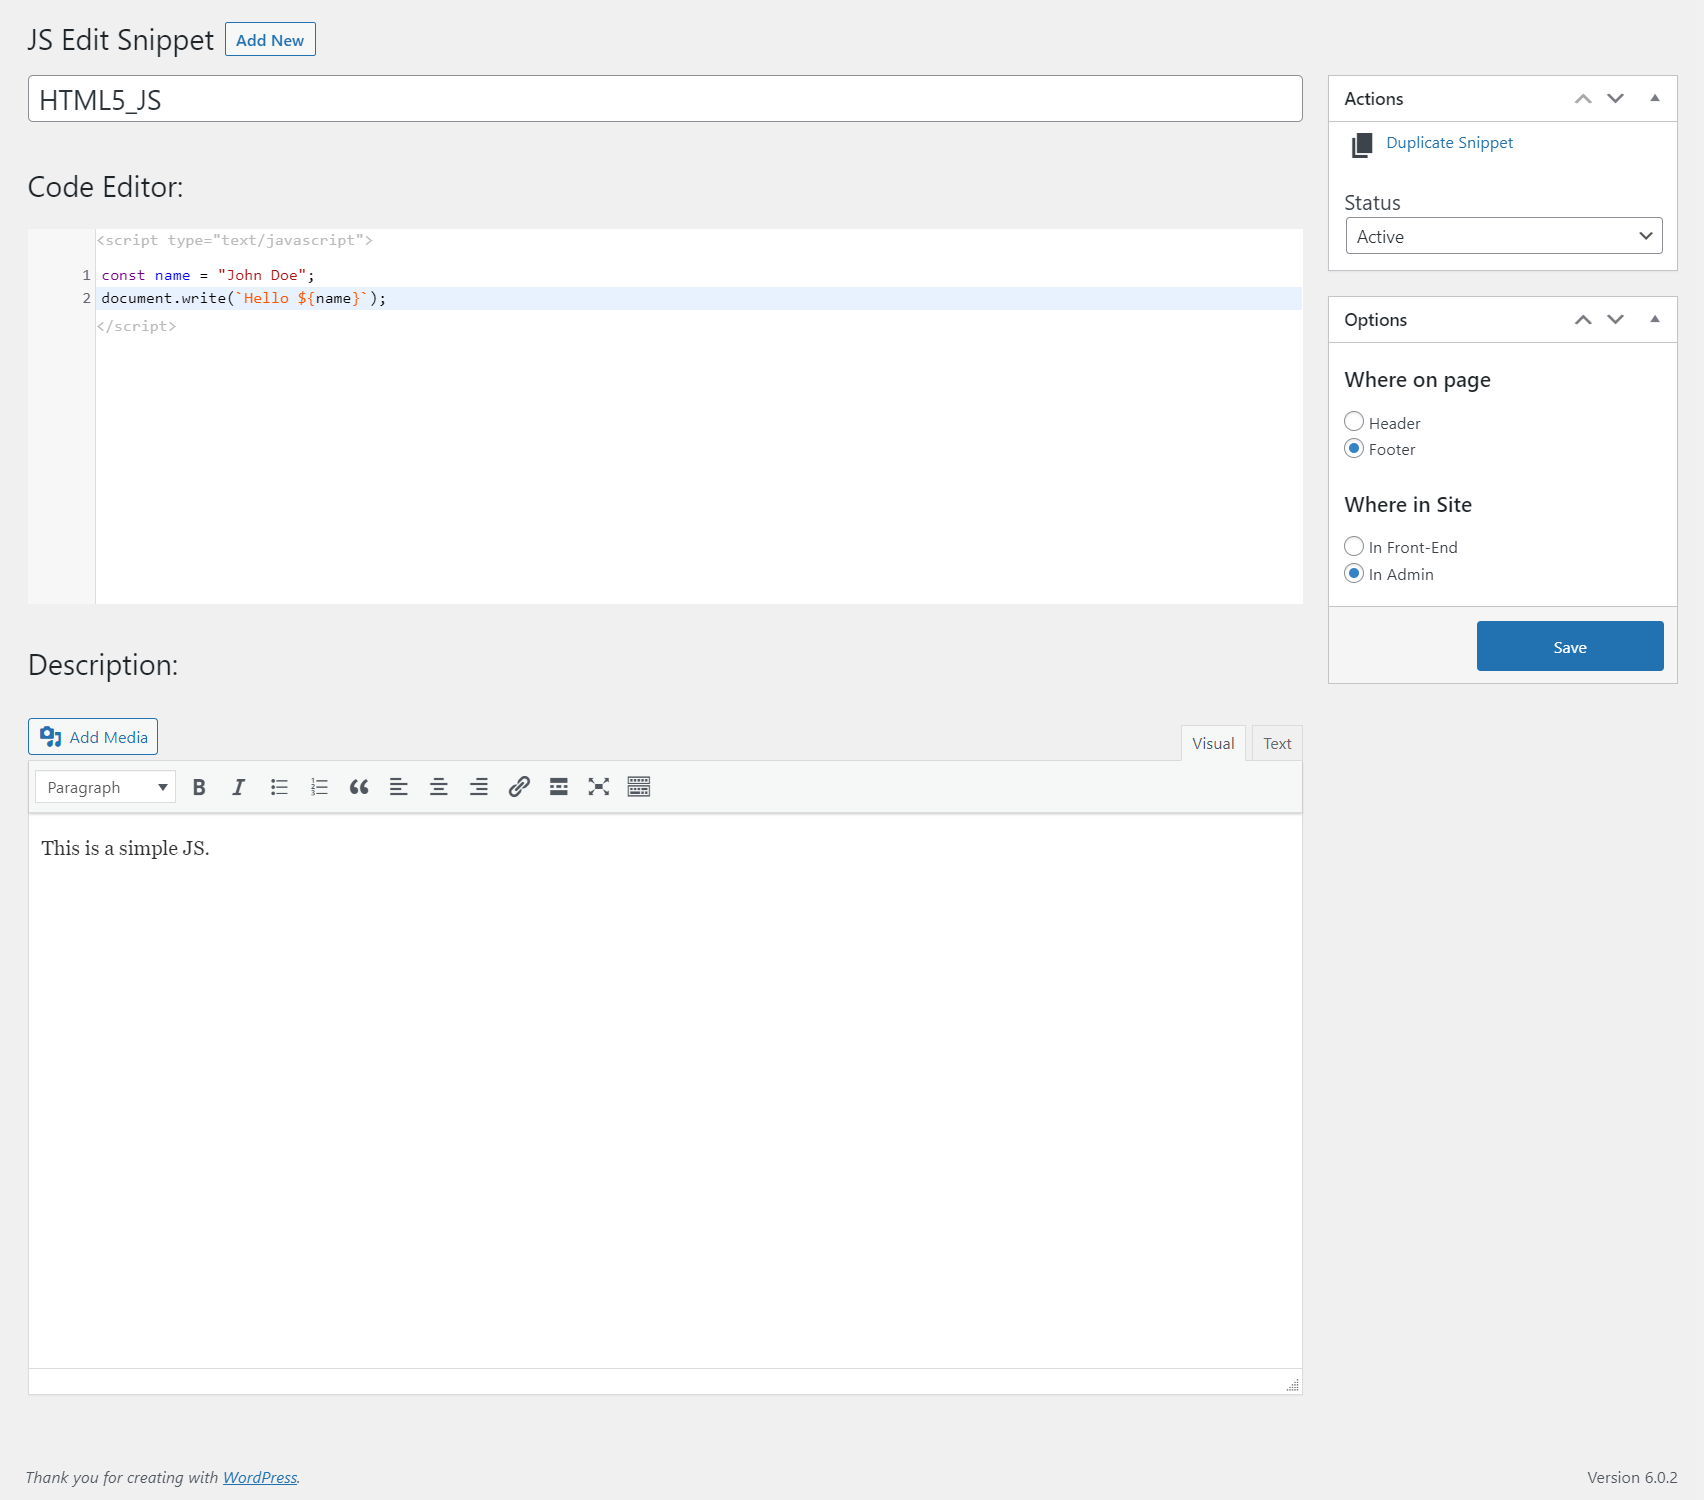 JS Edit Snippet Add New
HTML5_JS
Code Editor:
<script type="text/javascript">
1 const name = "John Doe";
2 document.write(`Hello ${name}`);
</script>
Description:
Add Media
Visual Text
Paragraph
This is a simple JS.
Actions
Duplicate Snippet
Status
Active
Options
Where on page
Header
Footer
Where in Site
In Front-End
In Admin
Save
Thank you for creating with WordPress.
Version 6.0.2